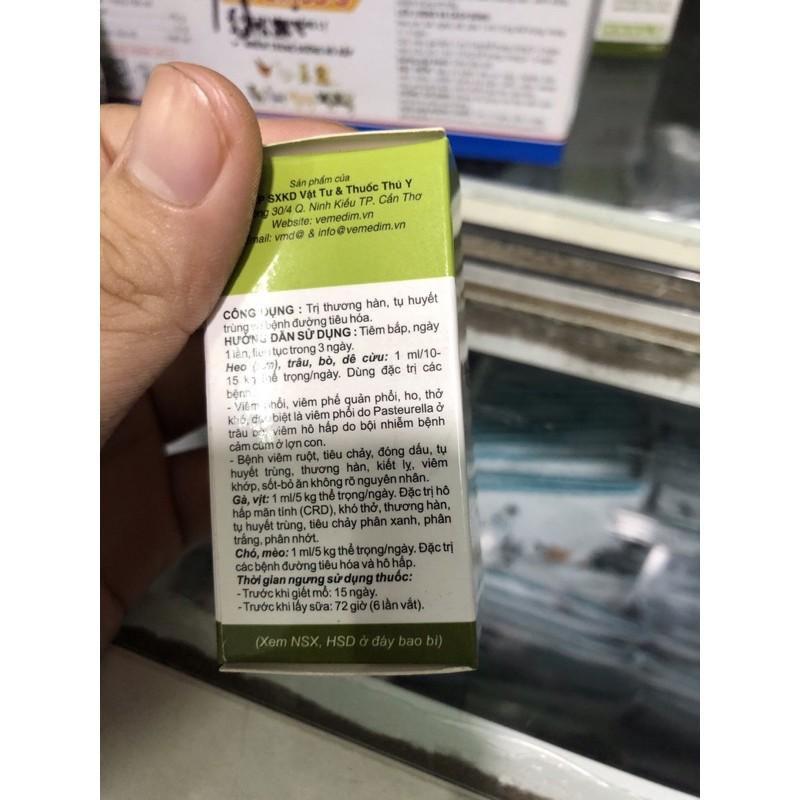 Sản phẩm của
SXKD Vật Tư & Thuốc Thú Y
30/4 Q. Ninh Kiều TP. Cần Thơ
Website: vemedim.vn
Email: vmd@ & info@vemedim.vn
CÔNG DỤNG : Trị thương hàn, tụ huyết
trùng và bệnh đường tiêu hóa.
HƯỚNG DẪN SỬ DỤNG : Tiêm bắp, ngày
1 lần, liên tục trong 3 ngày.
Heo (lợn), trâu, bò, dê cừu: 1 ml/10-
15 kg thể trọng/ngày. Dùng đặc trị các
bệnh
- Viêm phổi, viêm phế quản phổi, ho, thở
khó, đặc biệt là viêm phổi do Pasteurella ở
trâu bò, viêm hô hấp do bội nhiễm bệnh
cảm cúm ở lợn con.
- Bệnh viêm ruột, tiêu chảy, đóng dấu, tụ
huyết trùng, thương hàn, kiết lỵ, viêm
khớp, sốt-bỏ ăn không rõ nguyên nhân.
Gà, vịt: 1 ml/5 kg thể trọng/ngày. Đặc trị hô
hấp mãn tính (CRD), khó thở, thương hàn,
tụ huyết trùng, tiêu chảy phân xanh, phân
trắng, phân nhớt.
Chó, mèo: 1 ml/5 kg thể trọng/ngày. Đặc trị
các bệnh đường tiêu hóa và hô hấp.
Thời gian ngưng sử dụng thuốc:
- Trước khi giết mổ: 15 ngày.
- Trước khi lấy sữa: 72 giờ (6 lần vắt).
(Xem NSX, HSD ở đáy bao bì)